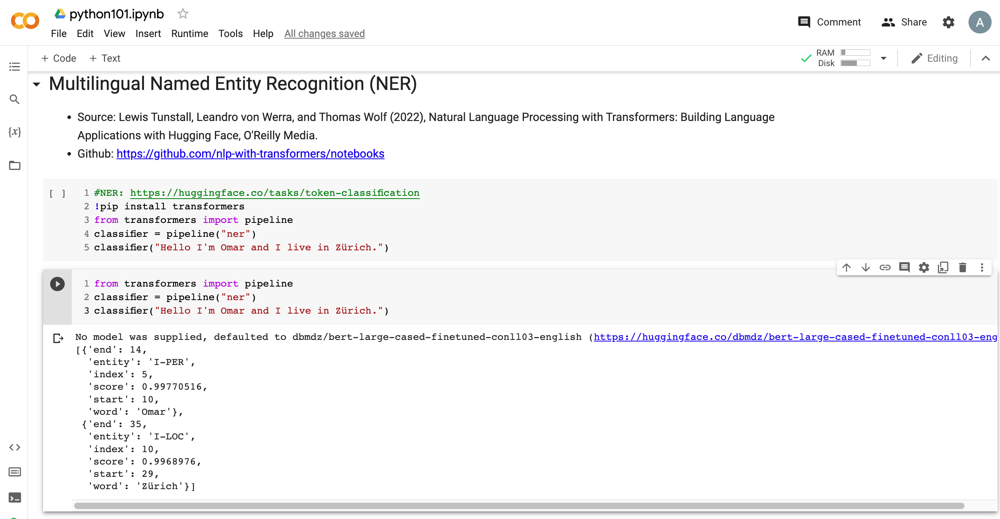 python101.ipynb
Comment
Share
A
File Edit View Insert Runtime Tools Help All changes saved
+ Code + Text
RAM
Disk
Editing
Multilingual Named Entity Recognition (NER)
• Source: Lewis Tunstall, Leandro von Werra, and Thomas Wolf (2022), Natural Language Processing with Transformers: Building Language
Applications with Hugging Face, O'Reilly Media.
• Github: https://github.com/nlp-with-transformers/notebooks
[ ] 1 #NER: https://huggingface.co/tasks/token-classification
2 !pip install transformers
3 from transformers import pipeline
4 classifier = pipeline("ner")
5 classifier("Hello I'm Omar and I live in Zürich.")
1 from transformers import pipeline
2 classifier = pipeline("ner")
3 classifier("Hello I'm Omar and I live in Zürich.")
No model was supplied, defaulted to dbmdz/bert-large-cased-finetuned-conll03-english (https://huggingface.co/dbmdz/bert-large-cased-finetuned-conll03-eng
[{'end': 14,
'entity': 'I-PER',
'index': 5,
'score': 0.99770516,
'start': 10,
'word': 'Omar'},
{'end': 35,
'entity': 'I-LOC',
'index': 10,
'score': 0.9968976,
'start': 29,
'word': 'Zürich'}]